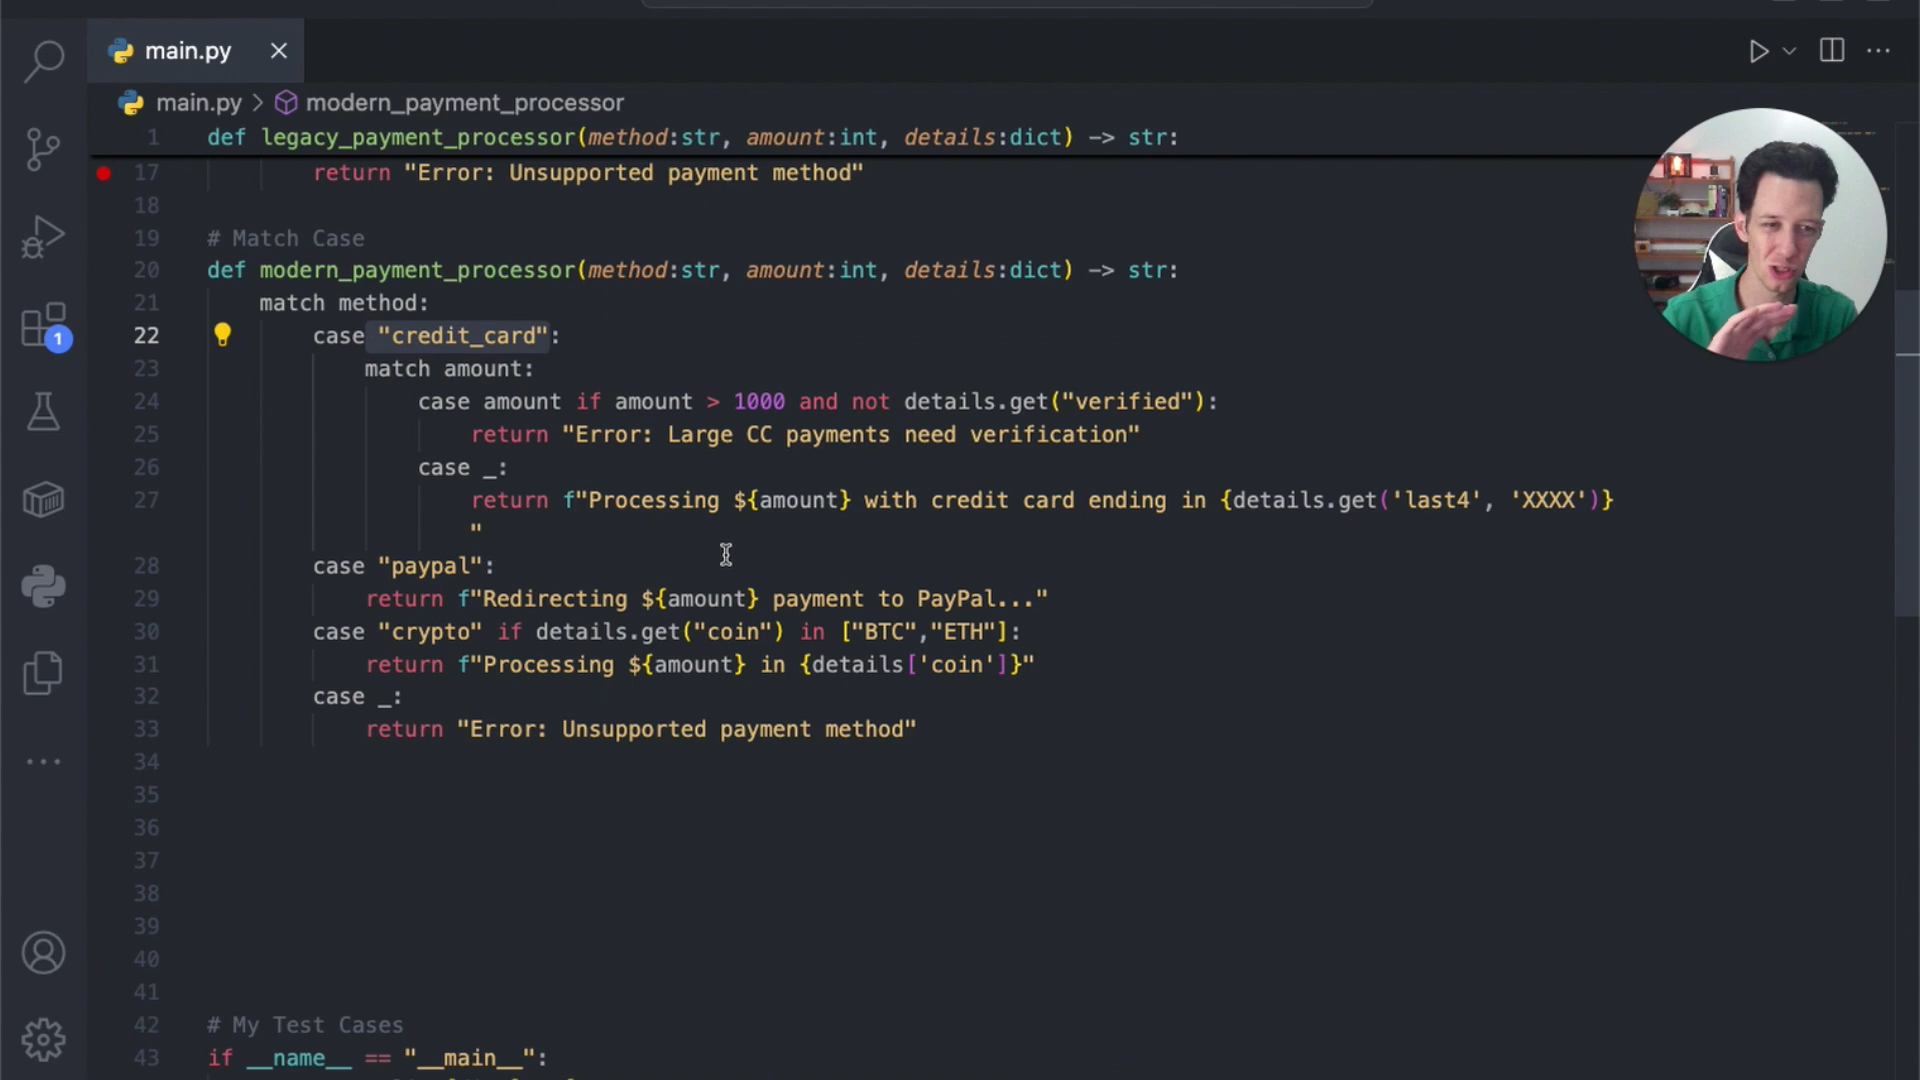 main.py
main.py > modern_payment_processor
1 def legacy_payment_processor(method:str, amount:int, details:dict) -> str:
17 return "Error: Unsupported payment method"
18
19 # Match Case
20 def modern_payment_processor(method:str, amount:int, details:dict) -> str:
21 match method:
22 case "credit_card":
23 match amount:
24 case amount if amount > 1000 and not details.get("verified"):
25 return "Error: Large CC payments need verification"
26 case _:
27 return f"Processing ${amount} with credit card ending in {details.get('last4', 'XXXX')}
"
28 case "paypal":
29 return f"Redirecting ${amount} payment to PayPal..."
30 case "crypto" if details.get("coin") in ["BTC","ETH"]:
31 return f"Processing ${amount} in {details['coin']}"
32 case _:
33 return "Error: Unsupported payment method"
34
35
36
37
38
39
40
41
42 # My Test Cases
43 if __name__ == "__main__":
1